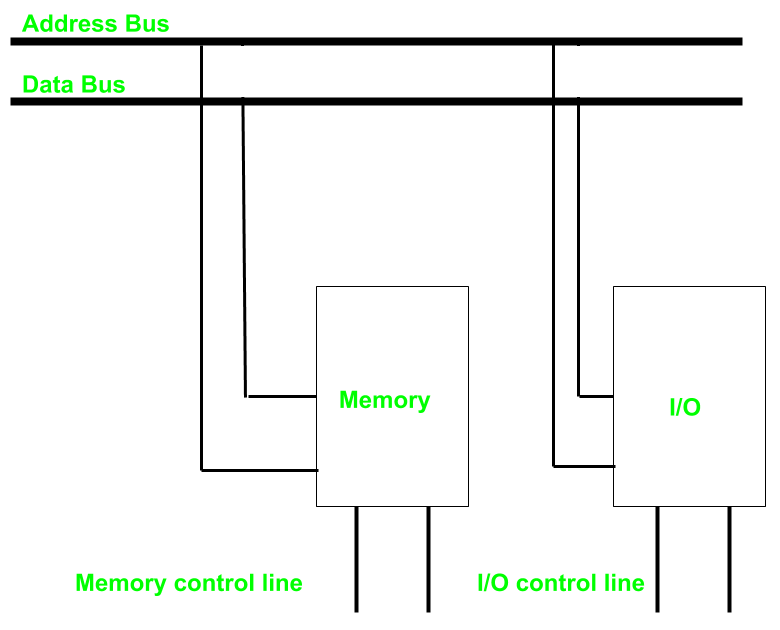 Address Bus
Data Bus
Memory
I/O
Memory control line
I/O control line